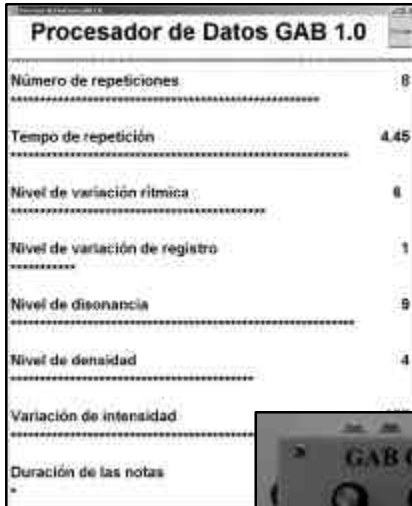 Procesador de Datos GAB 1.0
Número de repeticiones 8
Tempo de repetición 4.45
Nivel de variación rítmica 6
Nivel de variación de registro 1
Nivel de disonancia 9
Nivel de densidad 4
Variación de intensidad
Duración de las notas
GAB